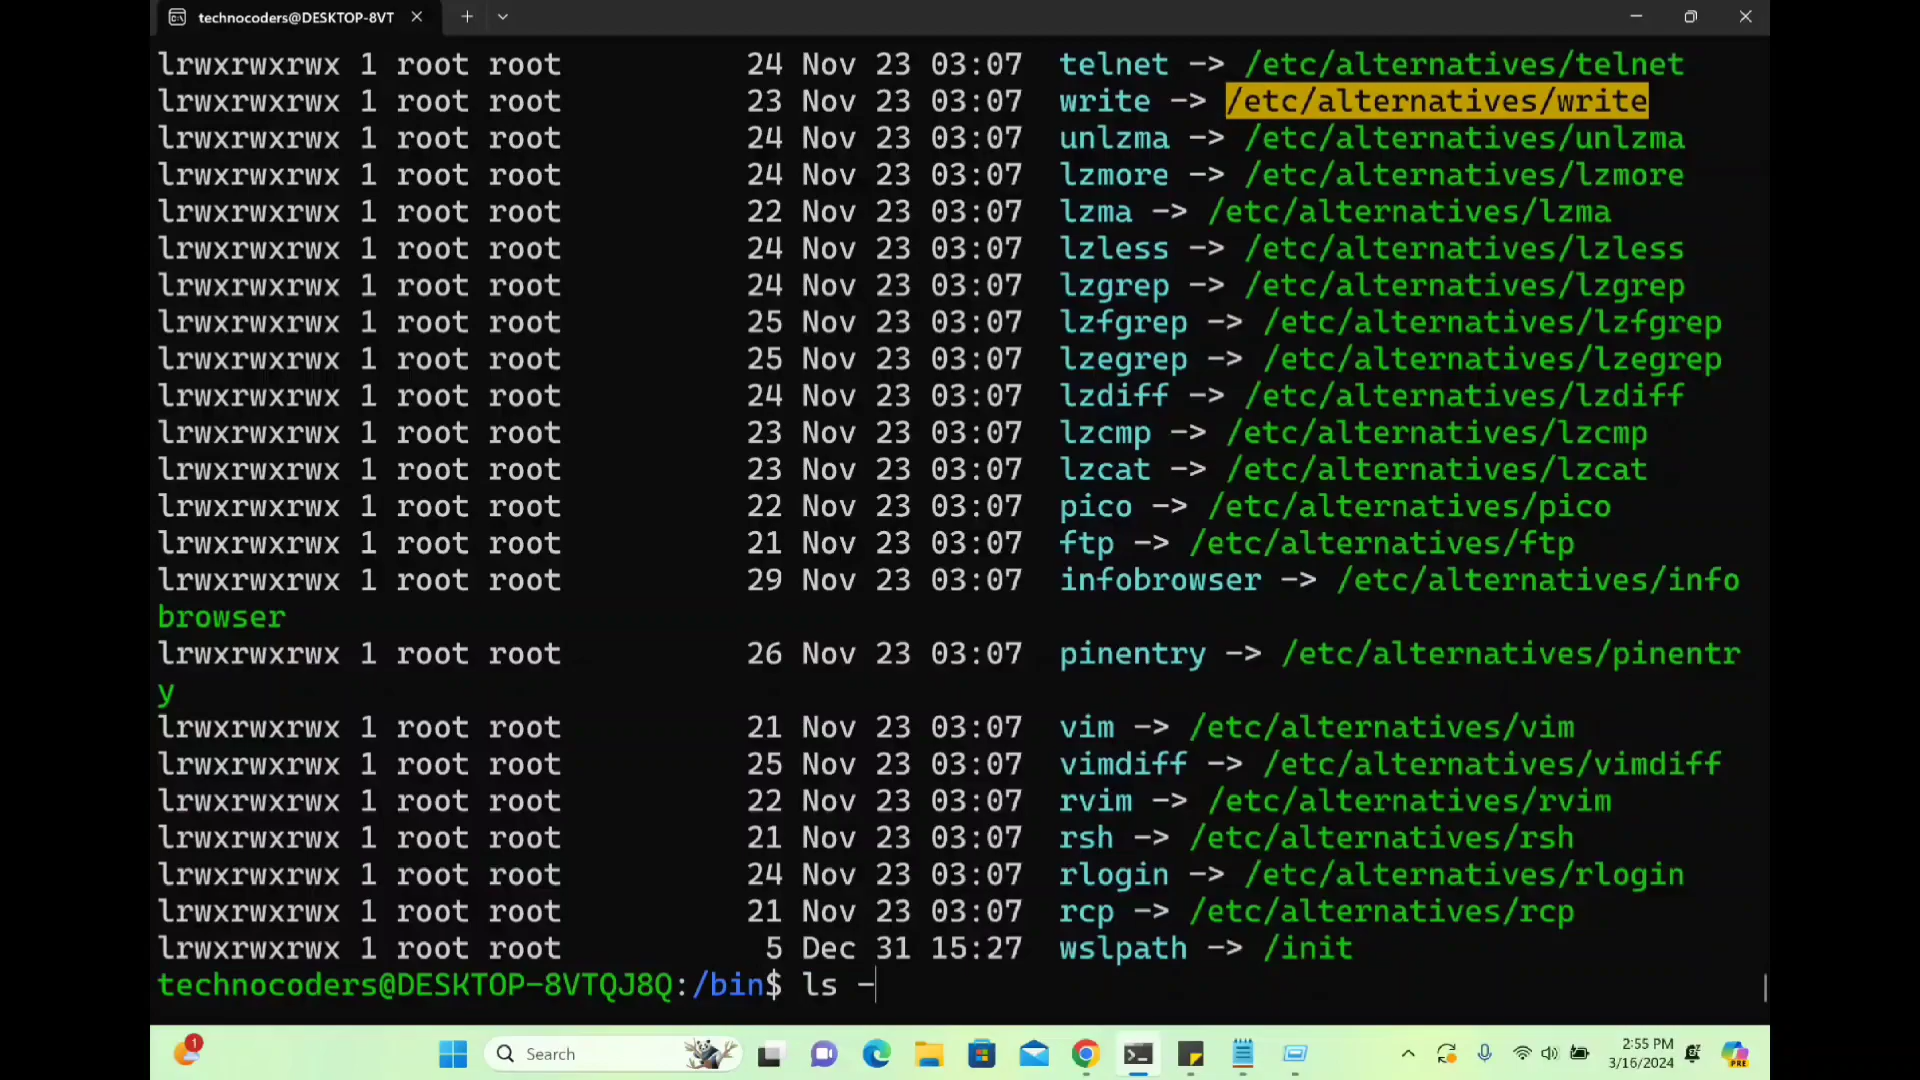 technocoders@DESKTOP-8VT
lrwxrwxrwx 1 root root 24 Nov 23 03:07 telnet -> /etc/alternatives/telnet
lrwxrwxrwx 1 root root 23 Nov 23 03:07 write -> /etc/alternatives/write
lrwxrwxrwx 1 root root 24 Nov 23 03:07 unlzma -> /etc/alternatives/unlzma
lrwxrwxrwx 1 root root 24 Nov 23 03:07 lzmore -> /etc/alternatives/lzmore
lrwxrwxrwx 1 root root 22 Nov 23 03:07 lzma -> /etc/alternatives/lzma
lrwxrwxrwx 1 root root 24 Nov 23 03:07 lzless -> /etc/alternatives/lzless
lrwxrwxrwx 1 root root 24 Nov 23 03:07 lzgrep -> /etc/alternatives/lzgrep
lrwxrwxrwx 1 root root 25 Nov 23 03:07 lzfgrep -> /etc/alternatives/lzfgrep
lrwxrwxrwx 1 root root 25 Nov 23 03:07 lzegrep -> /etc/alternatives/lzegrep
lrwxrwxrwx 1 root root 24 Nov 23 03:07 lzdiff -> /etc/alternatives/lzdiff
lrwxrwxrwx 1 root root 23 Nov 23 03:07 lzcmp -> /etc/alternatives/lzcmp
lrwxrwxrwx 1 root root 23 Nov 23 03:07 lzcat -> /etc/alternatives/lzcat
lrwxrwxrwx 1 root root 22 Nov 23 03:07 pico -> /etc/alternatives/pico
lrwxrwxrwx 1 root root 21 Nov 23 03:07 ftp -> /etc/alternatives/ftp
lrwxrwxrwx 1 root root 29 Nov 23 03:07 infobrowser -> /etc/alternatives/info
browser
lrwxrwxrwx 1 root root 26 Nov 23 03:07 pinentry -> /etc/alternatives/pinentr
y
lrwxrwxrwx 1 root root 21 Nov 23 03:07 vim -> /etc/alternatives/vim
lrwxrwxrwx 1 root root 25 Nov 23 03:07 vimdiff -> /etc/alternatives/vimdiff
lrwxrwxrwx 1 root root 22 Nov 23 03:07 rvim -> /etc/alternatives/rvim
lrwxrwxrwx 1 root root 21 Nov 23 03:07 rsh -> /etc/alternatives/rsh
lrwxrwxrwx 1 root root 24 Nov 23 03:07 rlogin -> /etc/alternatives/rlogin
lrwxrwxrwx 1 root root 21 Nov 23 03:07 rcp -> /etc/alternatives/rcp
lrwxrwxrwx 1 root root 5 Dec 31 15:27 wslpath -> /init
technocoders@DESKTOP-8VTQJ8Q:/bin$ ls -
1
Search
2:55 PM
3/16/2024
PRE